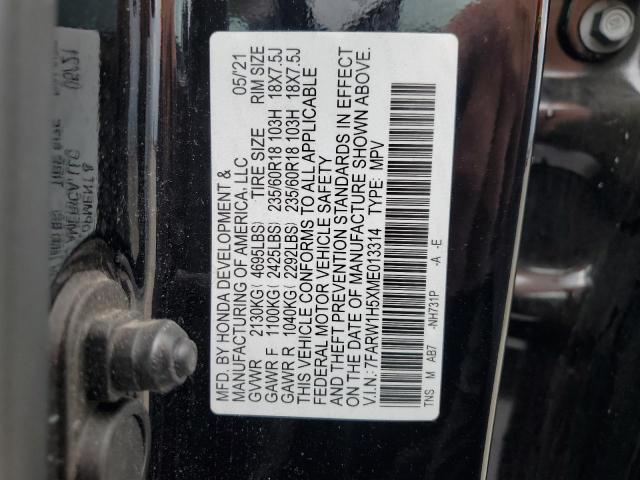 MFD. BY HONDA DEVELOPMENT &
MANUFACTURING OF AMERICA, LLC 05/'21
GVWR 2130KG( 4695LBS) TIRE SIZE RIM SIZE
GAWR F 1100KG( 2425LBS) 235/60R18 103H 18X7.5J
GAWR R 1040KG( 2292LBS) 235/60R18 103H 18X7.5J
THIS VEHICLE CONFORMS TO ALL APPLICABLE
FEDERAL MOTOR VEHICLE SAFETY
AND THEFT PREVENTION STANDARDS IN EFFECT
ON THE DATE OF MANUFACTURE SHOWN ABOVE.
V.I.N.: 7FARW1H5XME013314 TYPE: MPV
TNS M AB7 -NH731P -A -E